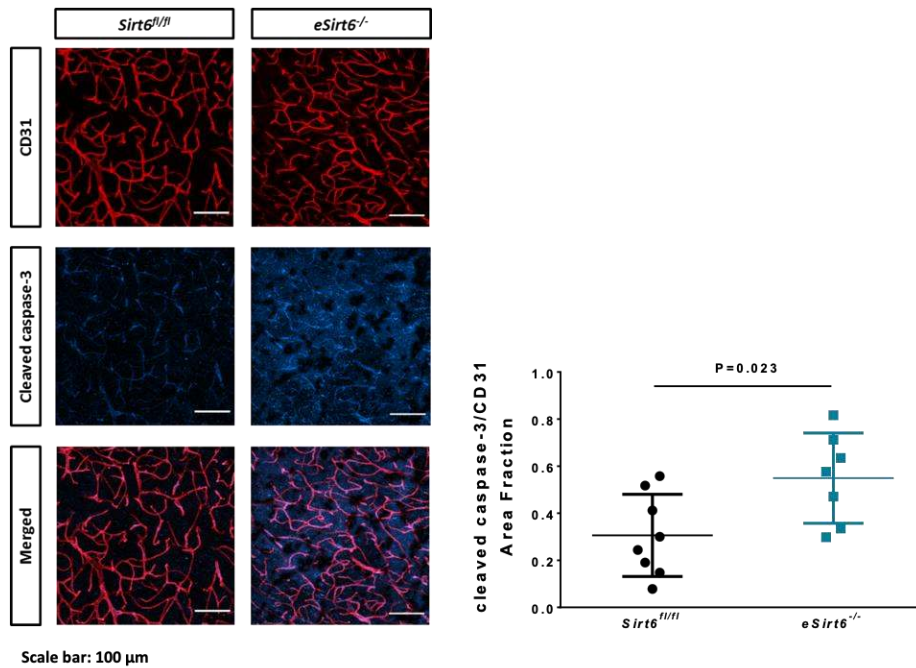 Sirt6fl/fl
eSirt6-/-
CD31
Cleaved caspase-3
Merged
Scale bar: 100 µm
cleaved caspase-3/CD31
Area Fraction
P=0.023
1.0
0.8
0.6
0.4
0.2
0.0
Sirt6fl/fl
eSirt6-/-